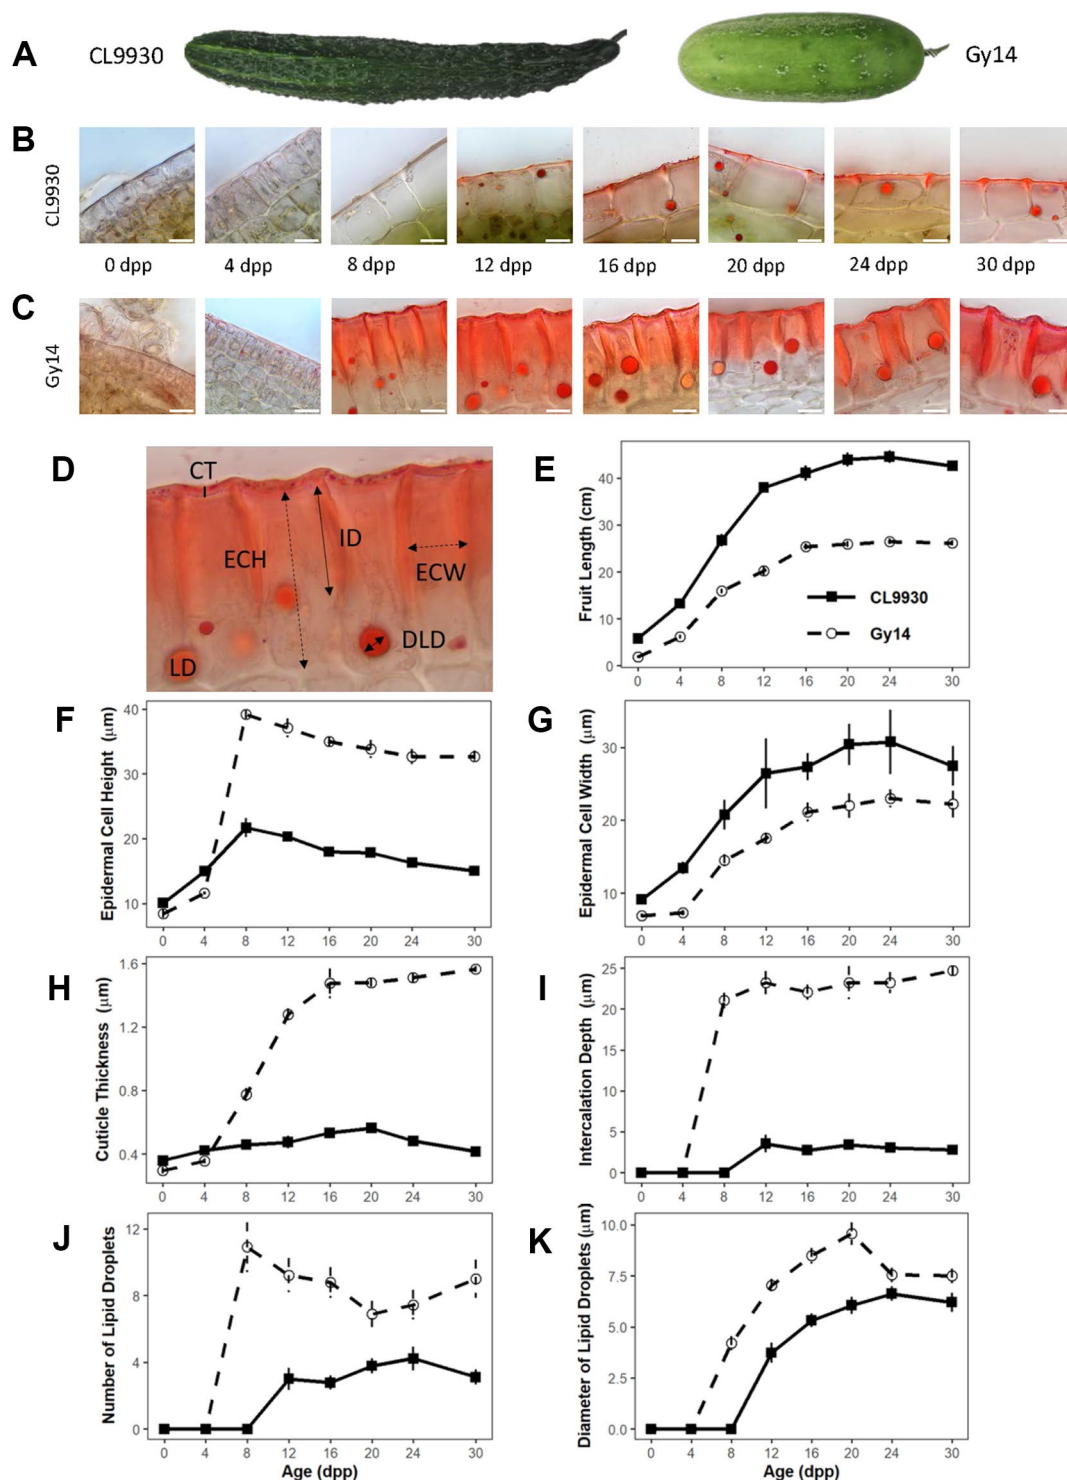 A
CL9930
Gy14
B
CL9930
0 dpp 4 dpp 8 dpp 12 dpp 16 dpp 20 dpp 24 dpp 30 dpp
C
Gy14
D
CT
ECH
ID
ECW
LD
DLD
E
Fruit Length (cm)
40
30
20
10
0
CL9930
Gy14
0 4 8 12 16 20 24 30
F
Epidermal Cell Height (μm)
40
30
20
10
0 4 8 12 16 20 24 30
G
Epidermal Cell Width (μm)
30
20
10
0 4 8 12 16 20 24 30
H
Cuticle Thickness (μm)
1.6
1.2
0.8
0.4
0 4 8 12 16 20 24 30
I
Intercalation Depth (μm)
25
20
15
10
5
0
0 4 8 12 16 20 24 30
J
Number of Lipid Droplets
12
8
4
0
0 4 8 12 16 20 24 30
Age (dpp)
K
Diameter of Lipid Droplets (μm)
10.0
7.5
5.0
2.5
0.0
0 4 8 12 16 20 24 30
Age (dpp)